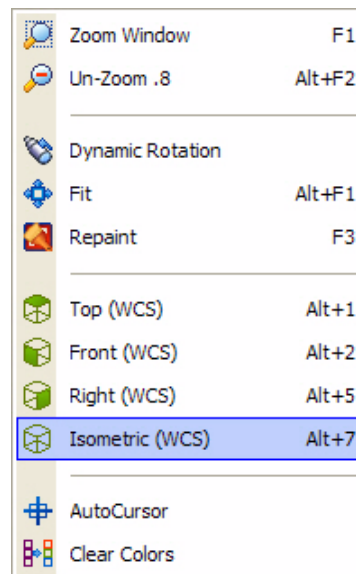 Zoom Window F1
Un-Zoom .8 Alt+F2
Dynamic Rotation
Fit Alt+F1
Repaint F3
Top (WCS) Alt+1
Front (WCS) Alt+2
Right (WCS) Alt+5
Isometric (WCS) Alt+7
AutoCursor
Clear Colors